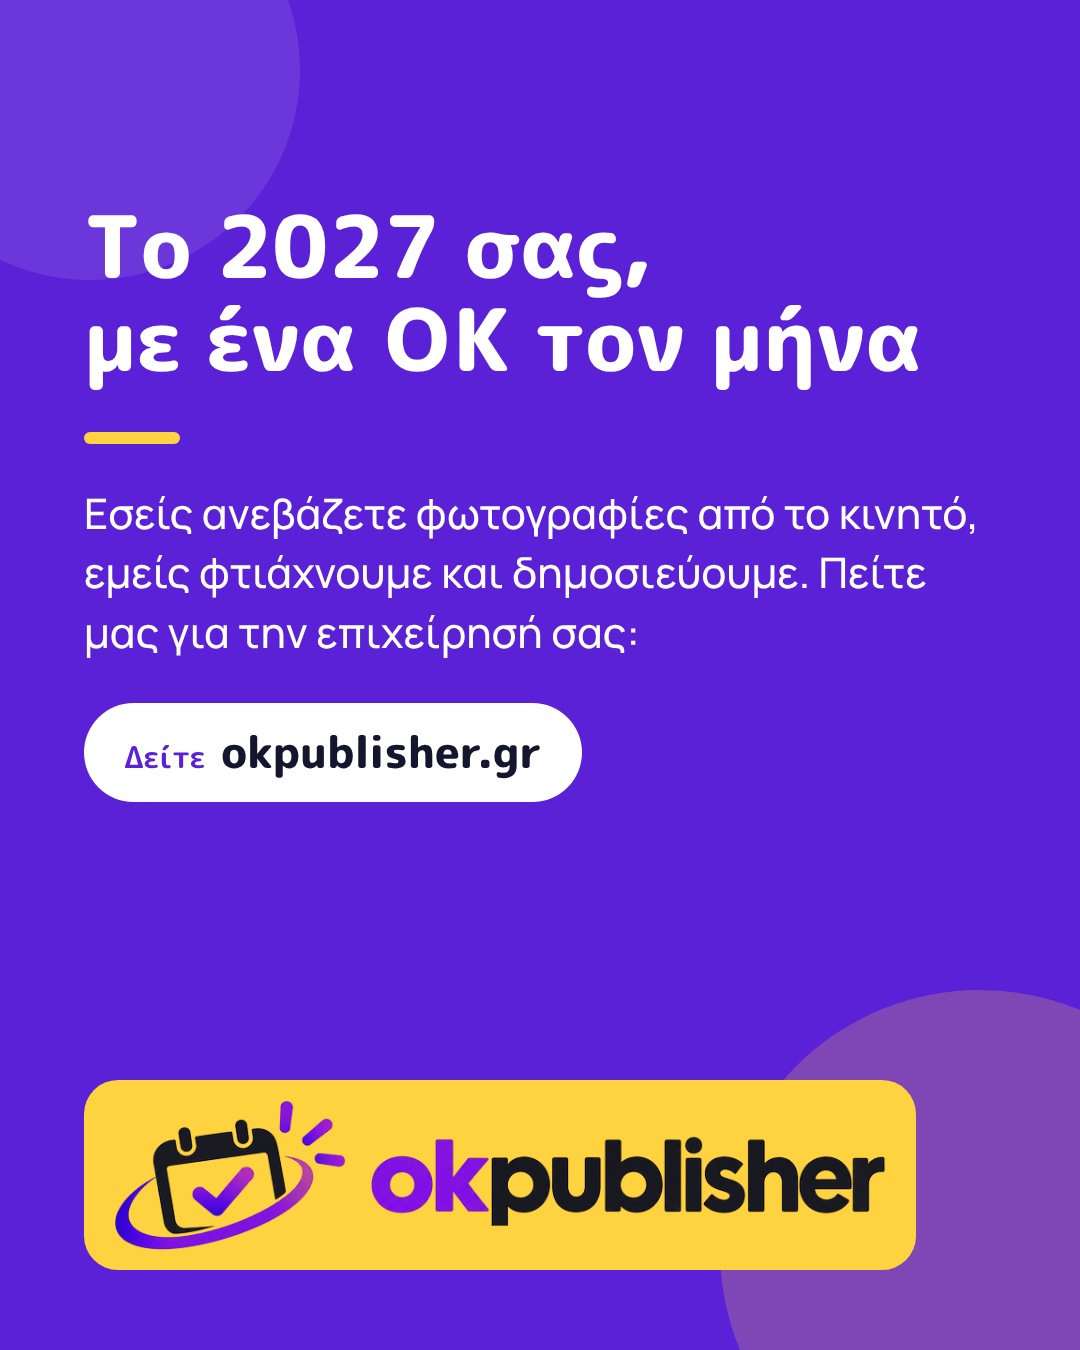 Το 2027 σας,
με ένα ΟΚ τον μήνα
Εσείς ανεβάζετε φωτογραφίες από το κινητό,
εμείς φτιάχνουμε και δημοσιεύουμε. Πείτε
μας για την επιχείρησή σας:
Δείτε okpublisher.gr
okpublisher